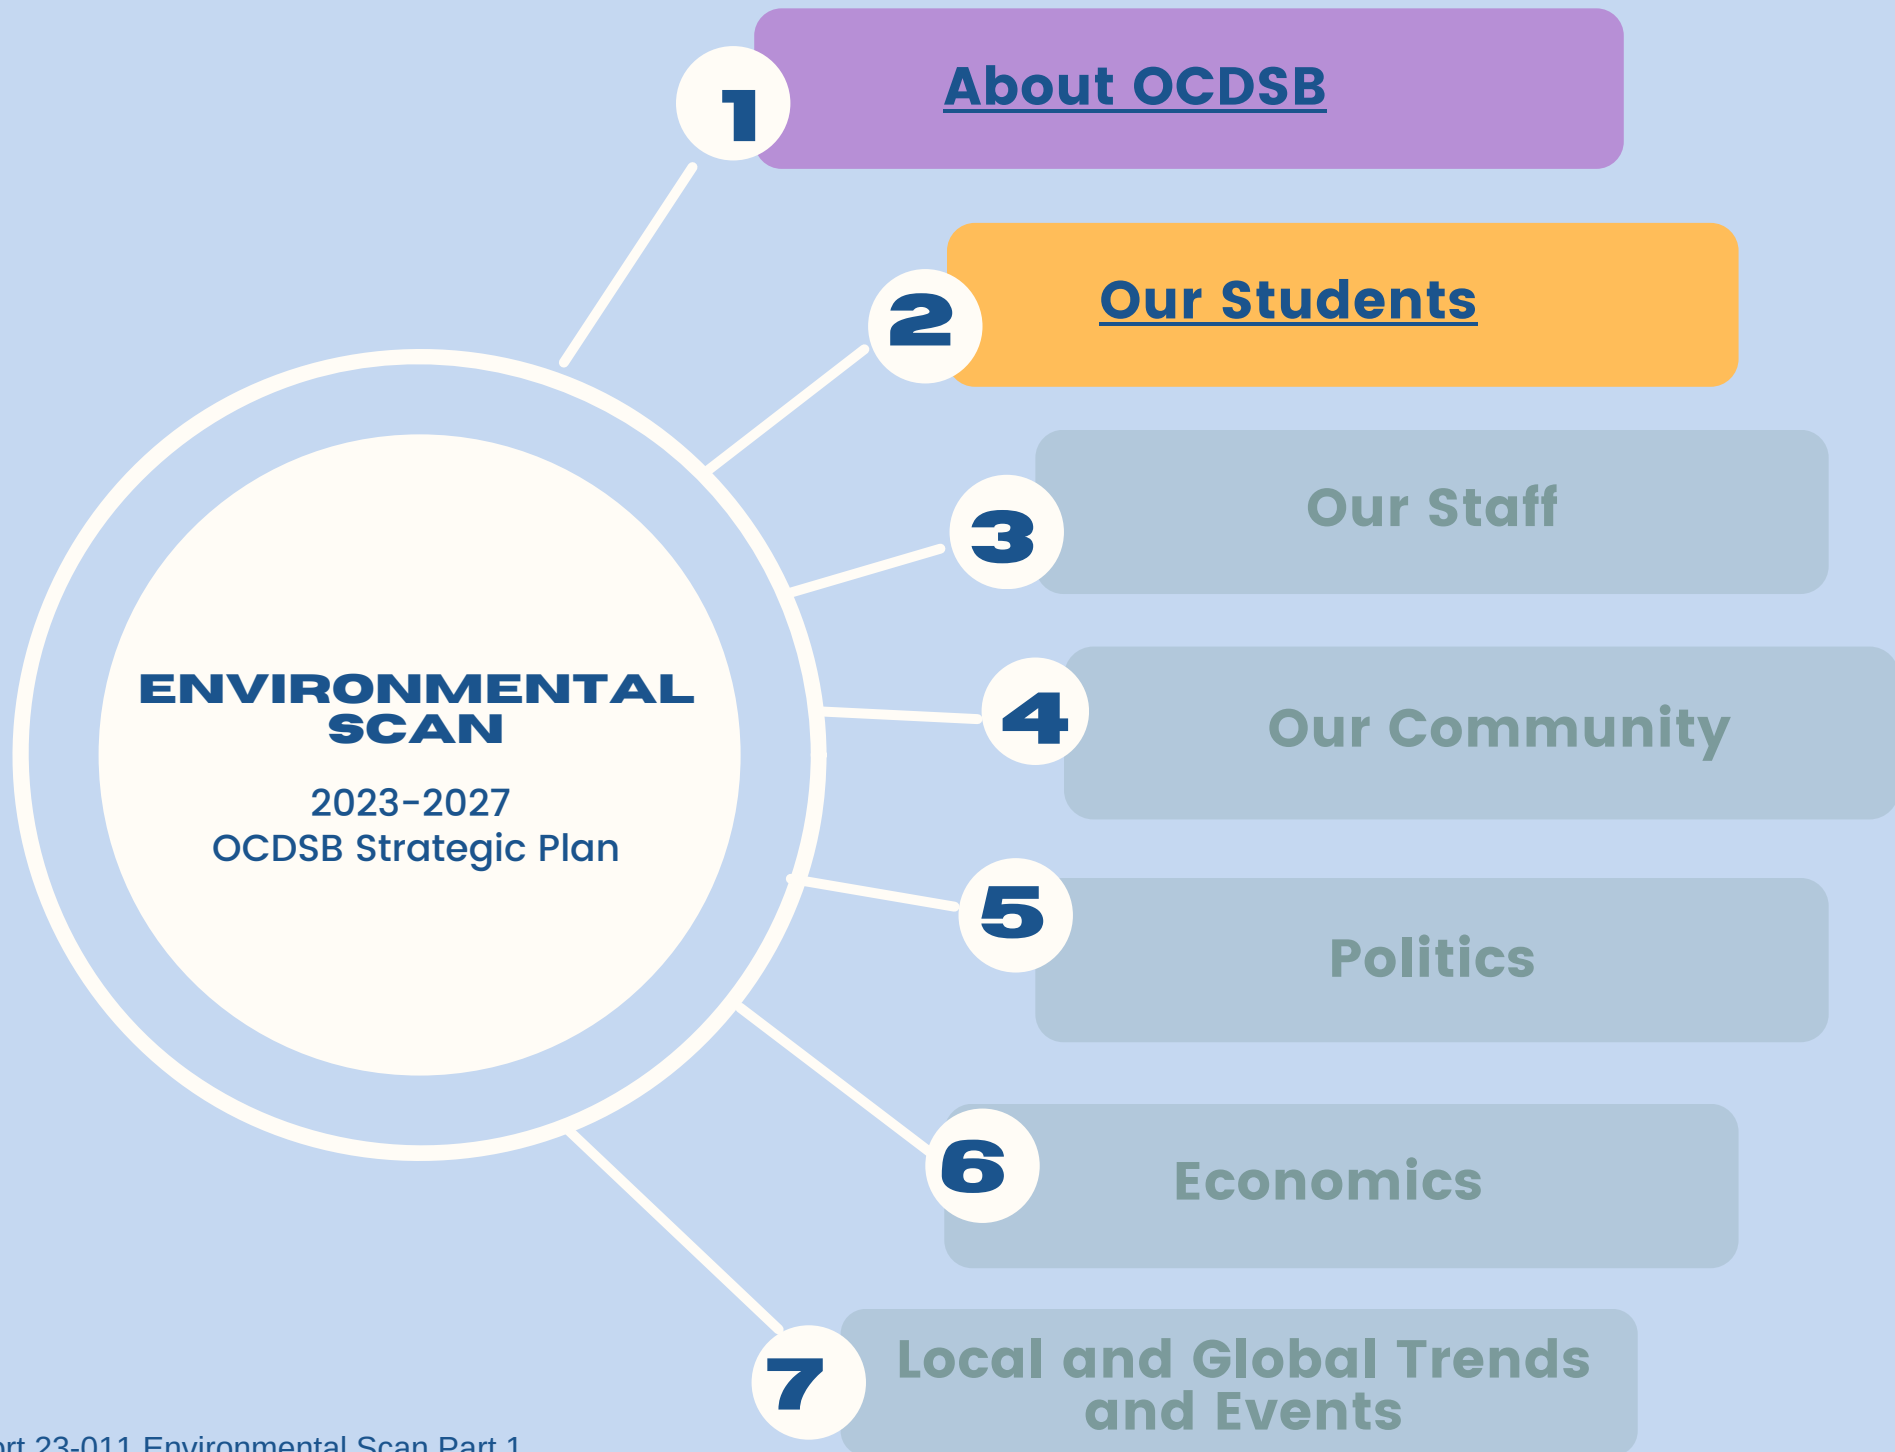 1
About OCDSB
2
Our Students
3
Our Staff
ENVIRONMENTAL
SCAN
2023-2027
OCDSB Strategic Plan
4
Our Community
5
Politics
6
Economics
7
Local and Global Trends
and Events
23-011 Environmental Scan Part 1